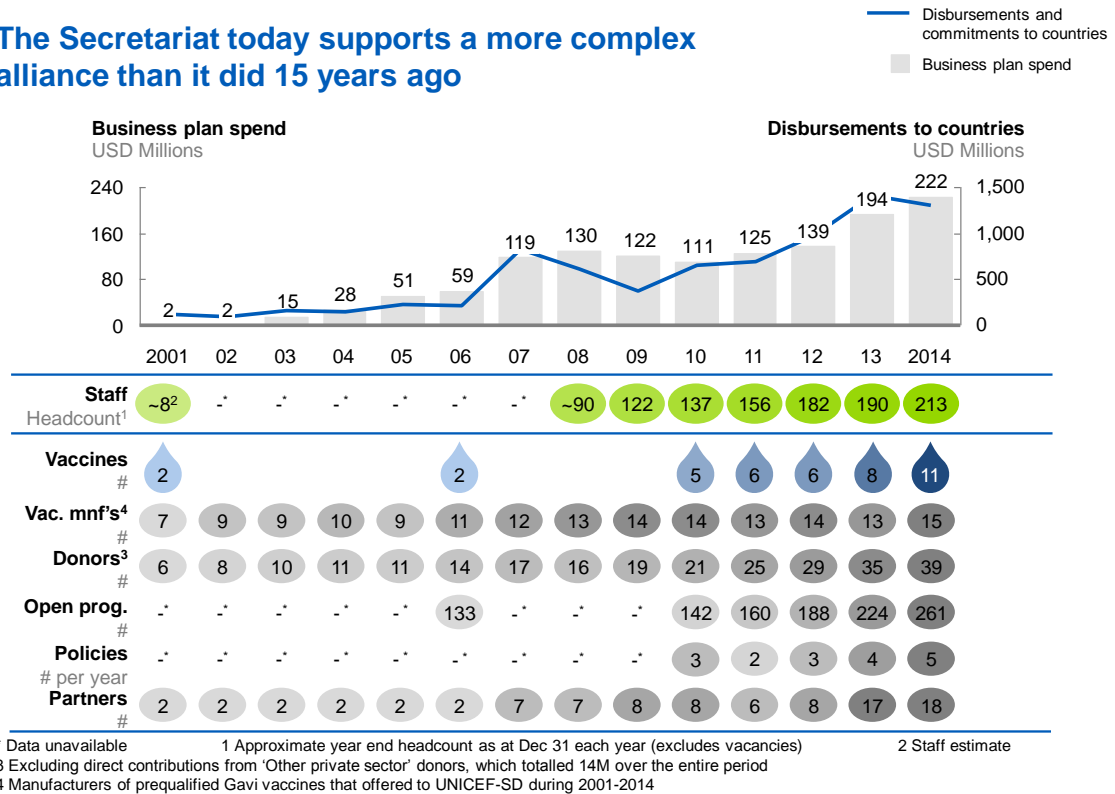 Disbursements and
commitments to countries
Business plan spend
The Secretariat today supports a more complex
alliance than it did 15 years ago
Business plan spend
USD Millions
Disbursements to countries
USD Millions
240
160
80
0
1,500
1,000
500
0
2 2 15 28 51 59 119 130 122 111 125 139 194 222
2001 02 03 04 05 06 07 08 09 10 11 12 13 2014
Staff ~8² -* -* -* -* -* -* ~90 122 137 156 182 190 213
Headcount¹
Vaccines 2 2 5 6 6 8 11
#
Vac. mnf's⁴ 7 9 9 10 9 11 12 13 14 14 13 14 13 15
#
Donors³ 6 8 10 11 11 14 17 16 19 21 25 29 35 39
#
Open prog. -* -* -* -* -* 133 -* -* -* 142 160 188 224 261
#
Policies -* -* -* -* -* -* -* -* -* 3 2 3 4 5
# per year
Partners 2 2 2 2 2 2 7 7 8 8 6 8 17 18
#
* Data unavailable 1 Approximate year end headcount as at Dec 31 each year (excludes vacancies) 2 Staff estimate
3 Excluding direct contributions from 'Other private sector' donors, which totalled 14M over the entire period
4 Manufacturers of prequalified Gavi vaccines that offered to UNICEF-SD during 2001-2014